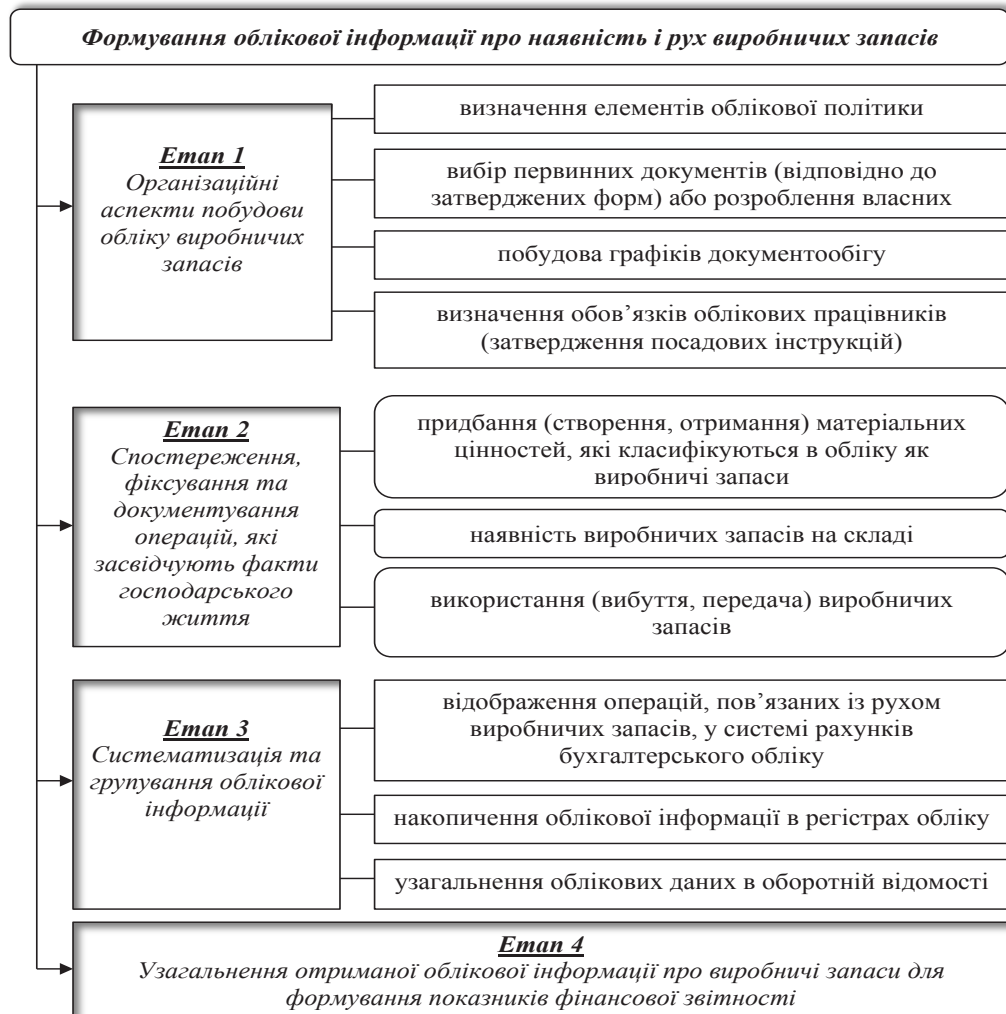 Формування облікової інформації про наявність і рух виробничих запасів
Етап 1
Організаційні
аспекти побудови
обліку виробничих
запасів
визначення елементів облікової політики
вибір первинних документів (відповідно до
затверджених форм) або розроблення власних
побудова графіків документообігу
визначення обов’язків облікових працівників
(затвердження посадових інструкцій)
Етап 2
Спостереження,
фіксування та
документування
операцій, які
засвідчують факти
господарського
життя
придбання (створення, отримання) матеріальних
цінностей, які класифікуються в обліку як
виробничі запаси
наявність виробничих запасів на складі
використання (вибуття, передача) виробничих
запасів
Етап 3
Систематизація та
групування облікової
інформації
відображення операцій, пов’язаних із рухом
виробничих запасів, у системі рахунків
бухгалтерського обліку
накопичення облікової інформації в регістрах обліку
узагальнення облікових даних в оборотній відомості
Етап 4
Узагальнення отриманої облікової інформації про виробничі запаси для
формування показників фінансової звітності